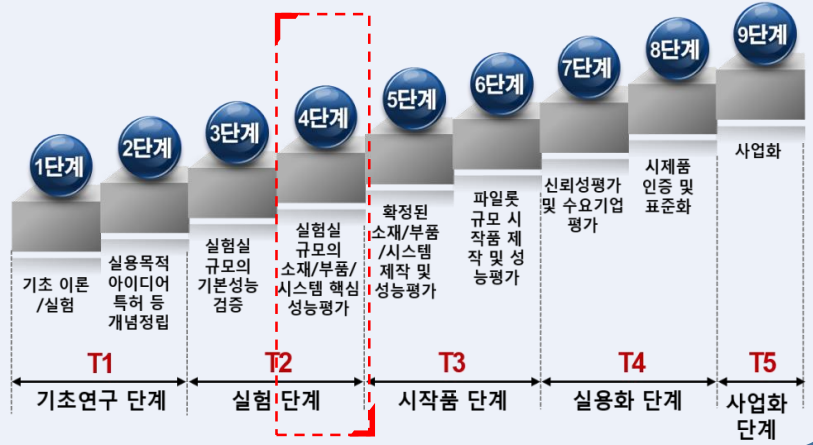 1단계
2단계
3단계
4단계
5단계
6단계
7단계
8단계
9단계
기초 이론
/실험
실용목적
아이디어
특허 등
개념정립
실험실
규모의
기본성능
검증
실험실
규모의
소재/부품/
시스템 핵심
성능평가
확정된
소재/부품
/시스템
제작 및
성능평가
파일롯
규모 시
작품 제
작 및 성
능평가
신뢰성평가
및 수요기업
평가
시제품
인증 및
표준화
사업화
T1
T2
T3
T4
T5
기초연구 단계
실험 단계
시작품 단계
실용화 단계
사업화
단계